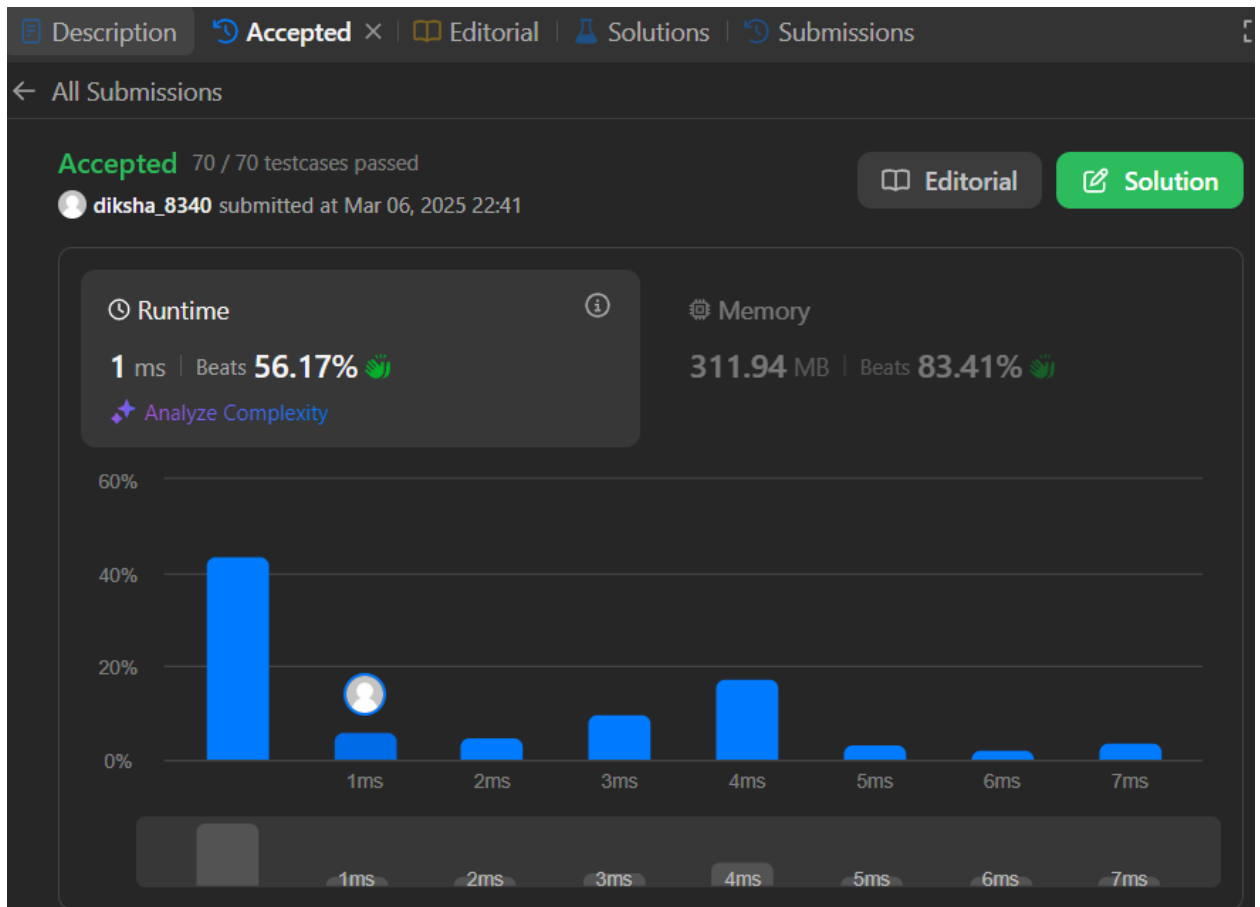 Description Accepted × Editorial Solutions Submissions
All Submissions
Accepted 70 / 70 testcases passed
Editorial Solution
diksha_8340 submitted at Mar 06, 2025 22:41
Runtime
Memory
1 ms Beats 56.17%
311.94 MB Beats 83.41%
Analyze Complexity
60%
40%
20%
0%
1ms 2ms 3ms 4ms 5ms 6ms 7ms
1ms 2ms 3ms 4ms 5ms 6ms 7ms